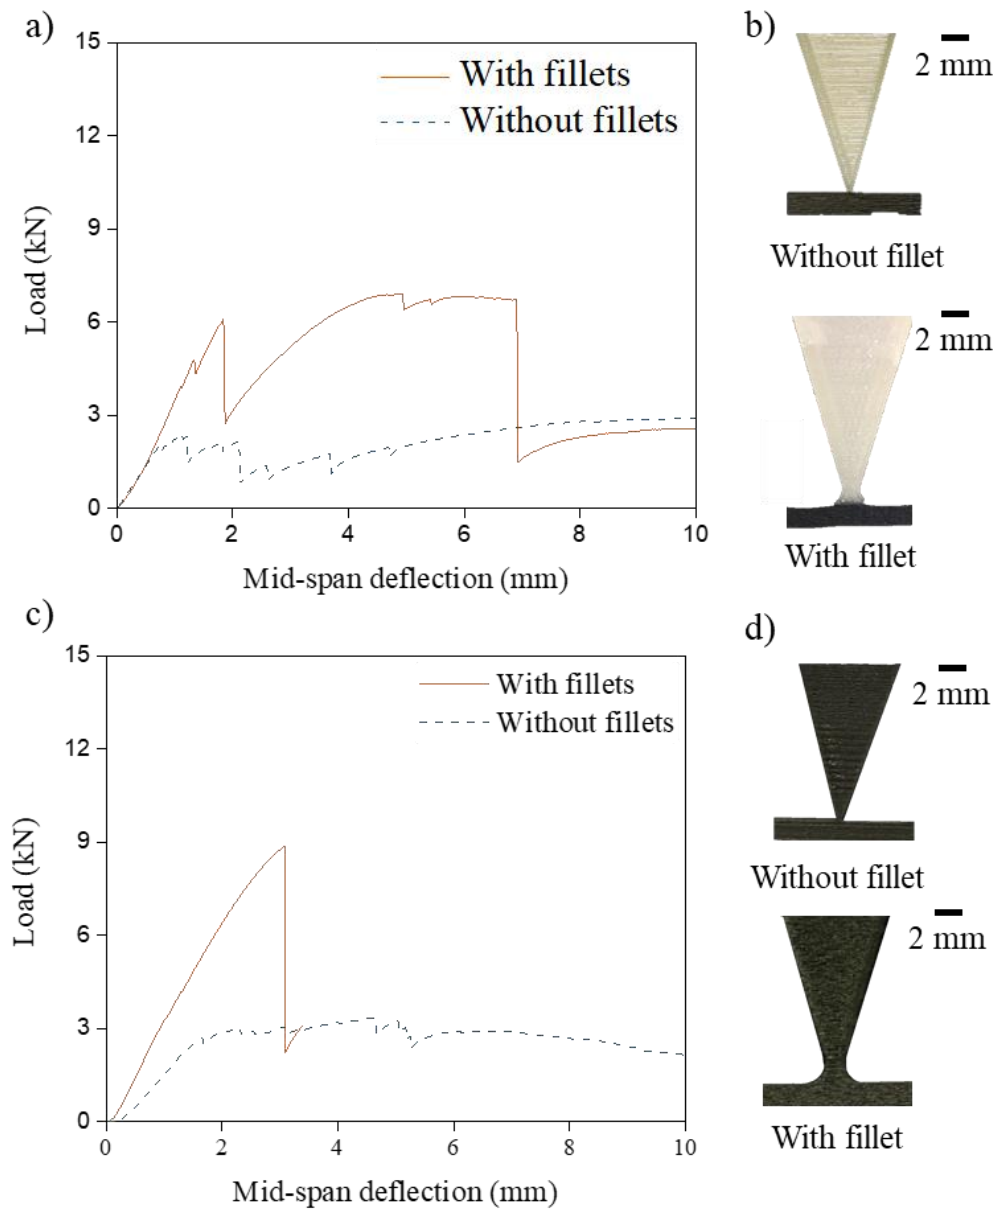 a)
15
12
9
6
3
0
0
2
4
6
8
10
Load (kN)
Mid-span deflection (mm)
With fillets
Without fillets
b)
2 mm
Without fillet
2 mm
With fillet
c)
15
12
9
6
3
0
0
2
4
6
8
10
Load (kN)
Mid-span deflection (mm)
With fillets
Without fillets
d)
2 mm
Without fillet
2 mm
With fillet